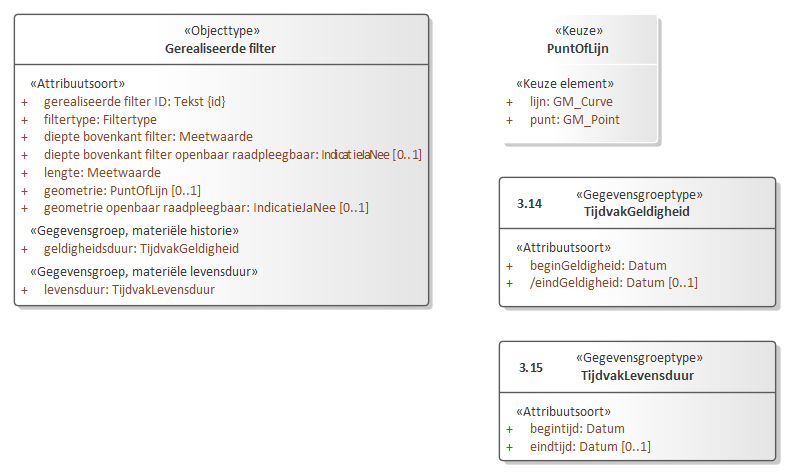 «Objecttype»
Gerealiseerde filter
«Attribuutsoort»
+ gerealiseerde filter ID: Tekst {id}
+ filtertype: Filtertype
+ diepte bovenkant filter: Meetwaarde
+ diepte bovenkant filter openbaar raadpleegbaar: IndicatieJaNee [0..1]
+ lengte: Meetwaarde
+ geometrie: PuntOfLijn [0..1]
+ geometrie openbaar raadpleegbaar: IndicatieJaNee [0..1]
«Gegevensgroep, materiële historie»
+ geldigheidsduur: TijdvakGeldigheid
«Gegevensgroep, materiële levensduur»
+ levensduur: TijdvakLevensduur
«Keuze»
PuntOfLijn
«Keuze element»
+ lijn: GM_Curve
+ punt: GM_Point
3.14
«Gegevensgroeptype»
TijdvakGeldigheid
«Attribuutsoort»
+ beginGeldigheid: Datum
+ /eindGeldigheid: Datum [0..1]
3.15
«Gegevensgroeptype»
TijdvakLevensduur
«Attribuutsoort»
+ begintijd: Datum
+ eindtijd: Datum [0..1]